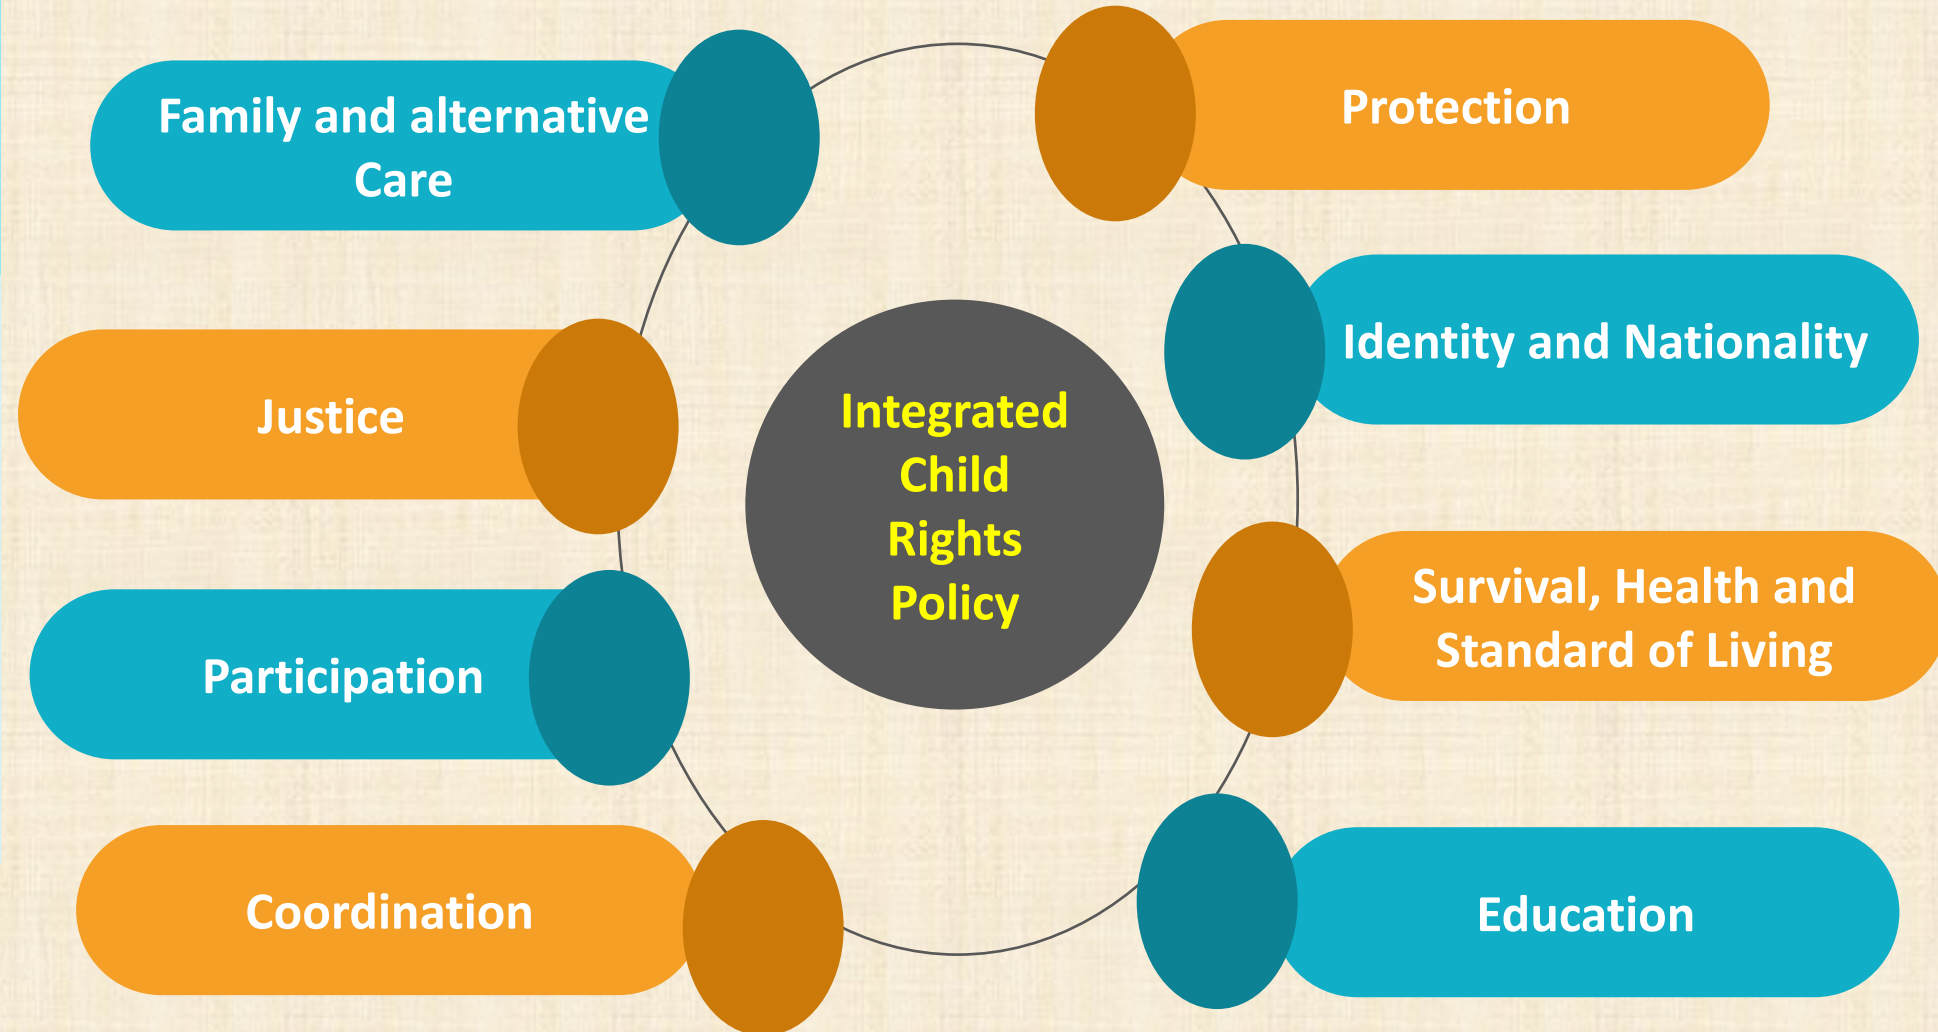 Family and alternative
Care
Protection
Identity and Nationality
Justice
Integrated
Child
Rights
Policy
Survival, Health and
Standard of Living
Participation
Coordination
Education